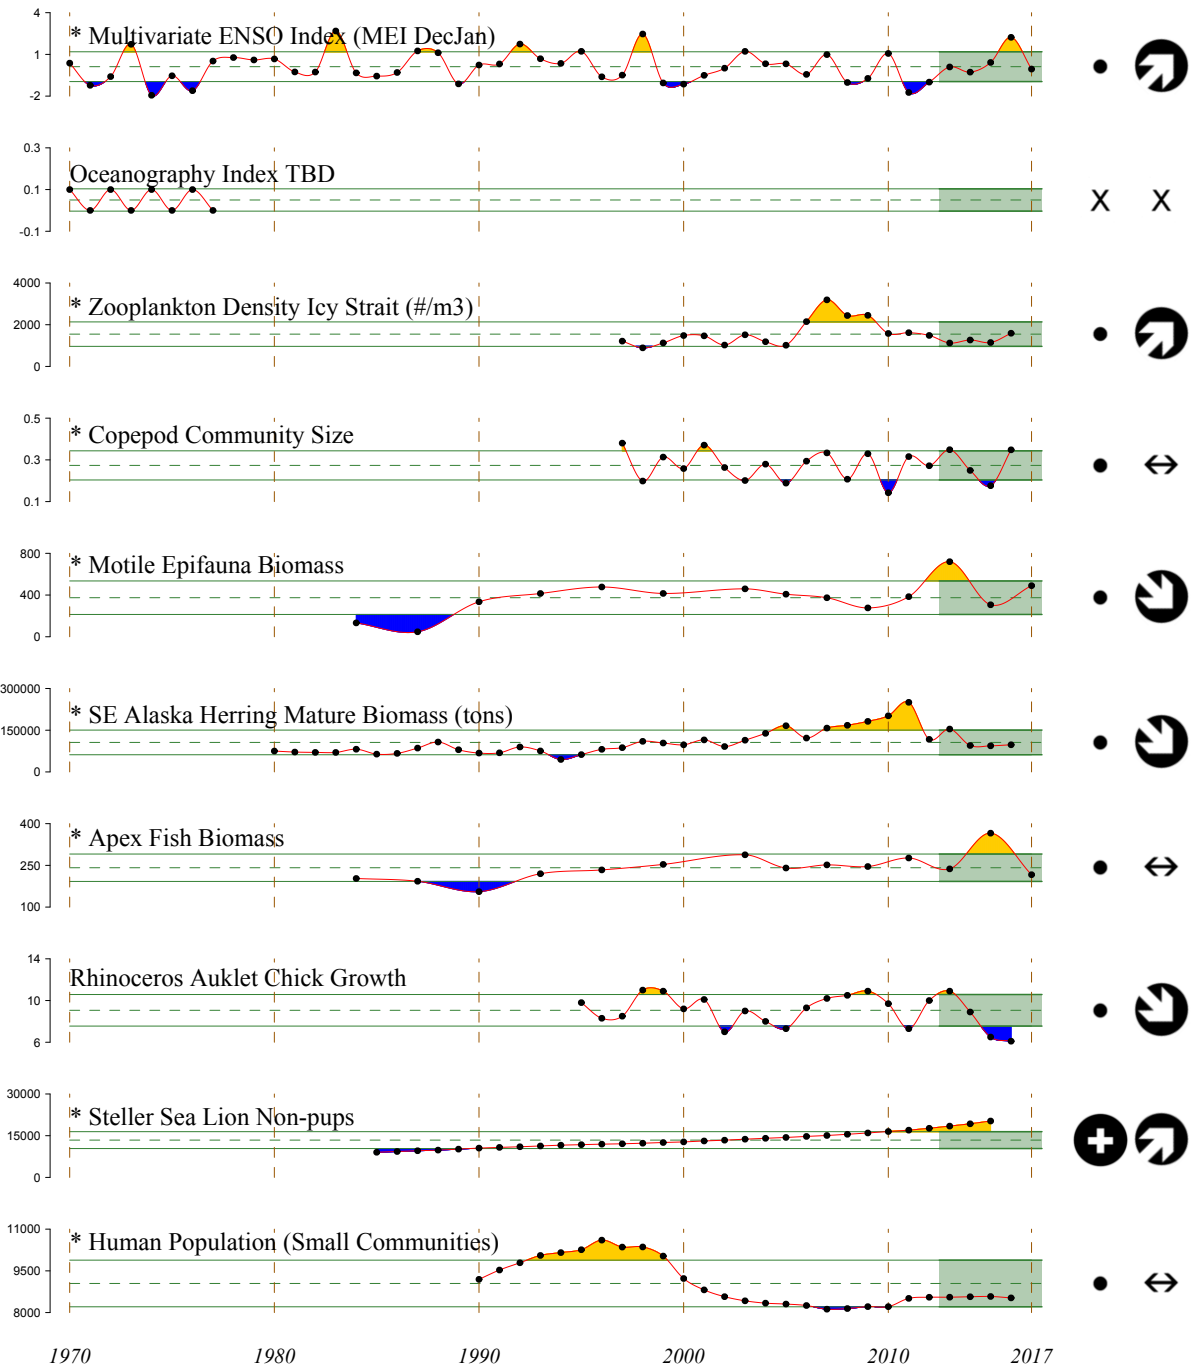 4
1
-2
* Multivariate ENSO Index (MEI DecJan)
0.3
0.1
-0.1
Oceanography Index TBD
X X
4000
2000
0
* Zooplankton Density Icy Strait (#/m3)
0.5
0.3
0.1
* Copepod Community Size
800
400
0
* Motile Epifauna Biomass
300000
150000
0
* SE Alaska Herring Mature Biomass (tons)
400
250
100
* Apex Fish Biomass
14
10
6
Rhinoceros Auklet Chick Growth
30000
15000
0
* Steller Sea Lion Non-pups
11000
9500
8000
* Human Population (Small Communities)
1970 1980 1990 2000 2010 2017